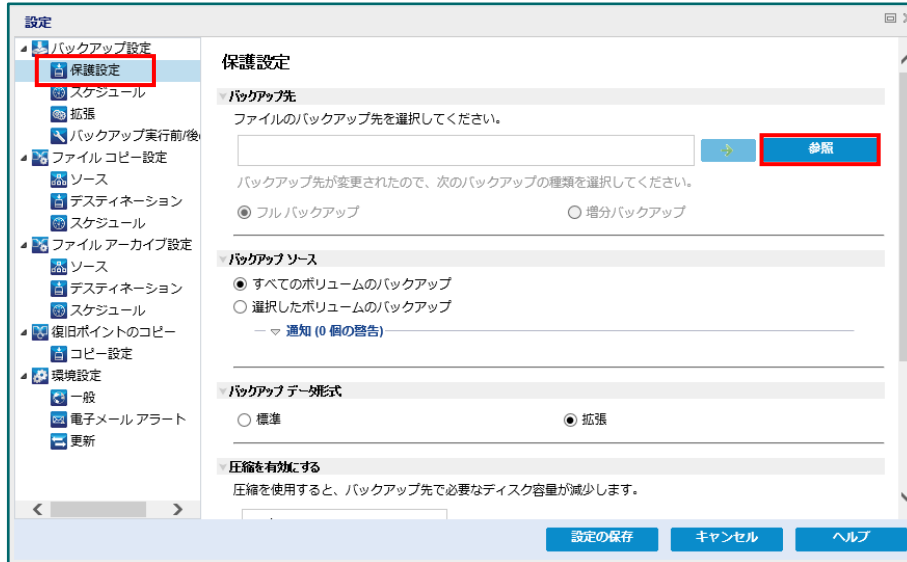 設定
バックアップ設定
保護設定
スケジュール
拡張
バックアップ実行前/後
ファイル コピー設定
ソース
デスティネーション
スケジュール
ファイル アーカイブ設定
ソース
デスティネーション
スケジュール
復旧ポイントのコピー
コピー設定
環境設定
一般
電子メール アラート
更新
保護設定
バックアップ先
ファイルのバックアップ先を選択してください。
参照
バックアップ先が変更されたので、次のバックアップの種類を選択してください。
フル バックアップ 増分バックアップ
バックアップ ソース
すべてのボリュームのバックアップ
選択したボリュームのバックアップ
通知 (0 個の警告)
バックアップ データ形式
標準 拡張
圧縮を有効にする
圧縮を使用すると、バックアップ先で必要なディスク容量が減少します。
設定の保存 キャンセル ヘルプ